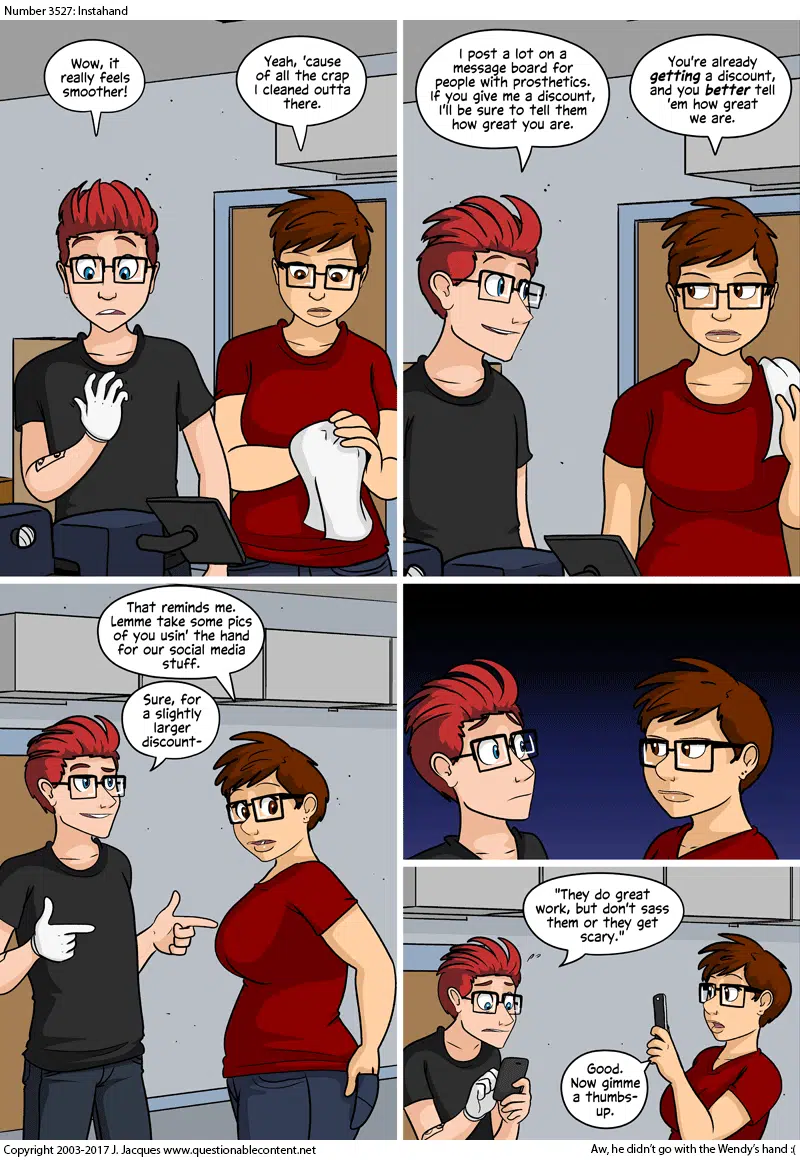 Number 3527: Instahand
Wow, it
really feels
smoother!
Yeah, 'cause
of all the crap
I cleaned outta
there.
I post a lot on a
message board for
people with prosthetics.
If you give me a discount,
I'll be sure to tell them
how great you are.
You're already
getting a discount,
and you better tell
'em how great
we are.
That reminds me.
Lemme take some pics
of you usin' the hand
for our social media
stuff.
Sure, for
a slightly
larger
discount-
"They do great
work, but don't sass
them or they get
scary."
Good.
Now gimme
a thumbs-
up.
Copyright 2003-2017 J. Jacques www.questionablecontent.net
Aw, he didn't go with the Wendy's hand :(